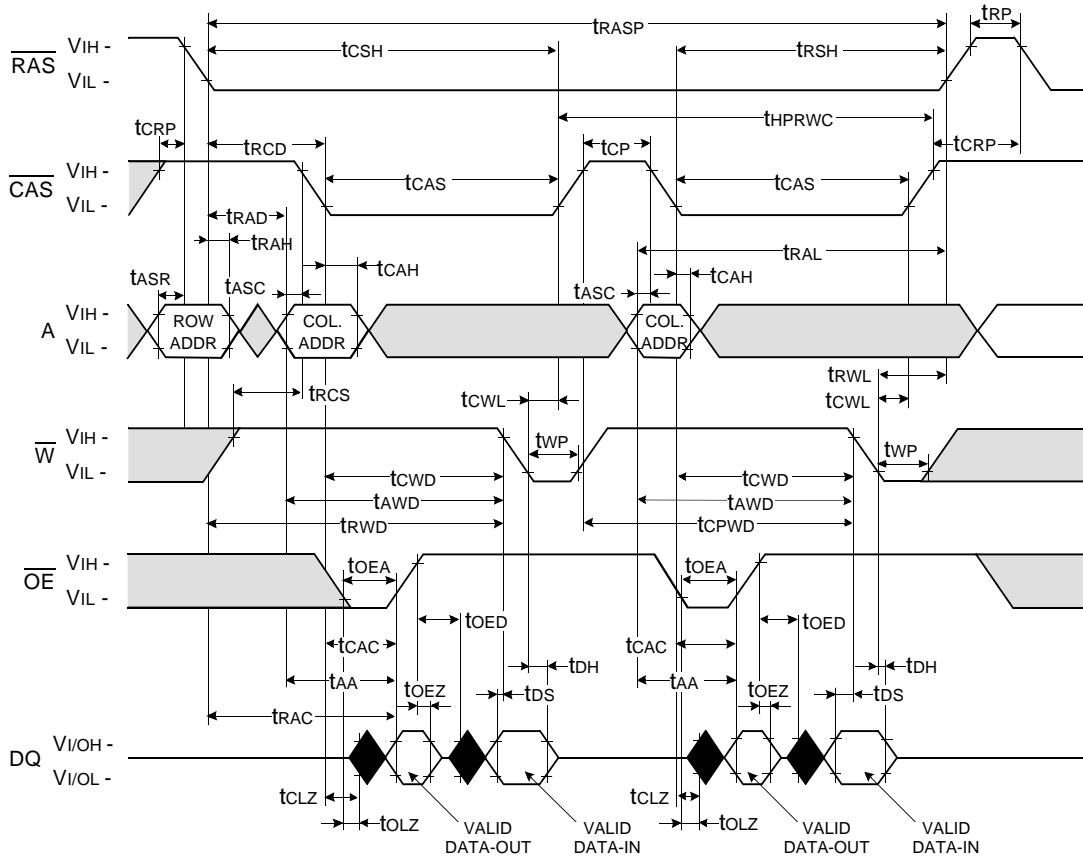 tRASP
tRP
VIH -
tCSH
tRSH
RAS
VIL -
tHPRWC
tCRP
tRCD
tCP
tCRP
VIH -
CAS
tCAS
tCAS
VIL -
tRAD
tRAH
tCAH
tRAL
tCAH
tASR
tASC
tASC
VIH -
A
ROW
ADDR
COL.
ADDR
COL.
ADDR
VIL -
tRWL
tRCS
tCWL
tCWL
VIH -
W
tWP
tWP
VIL -
tCWD
tCWD
tAWD
tAWD
tRWD
tCPWD
VIH -
OE
tOEA
tOEA
VIL -
tOED
tOED
tCAC
tCAC
tDH
tDH
tAA
tOEZ
tDS
tAA
tOEZ
tDS
tRAC
VI/OH -
DQ
VI/OL -
tCLZ
tCLZ
tOLZ
tOLZ
VALID
DATA-OUT
VALID
DATA-IN
VALID
DATA-OUT
VALID
DATA-IN